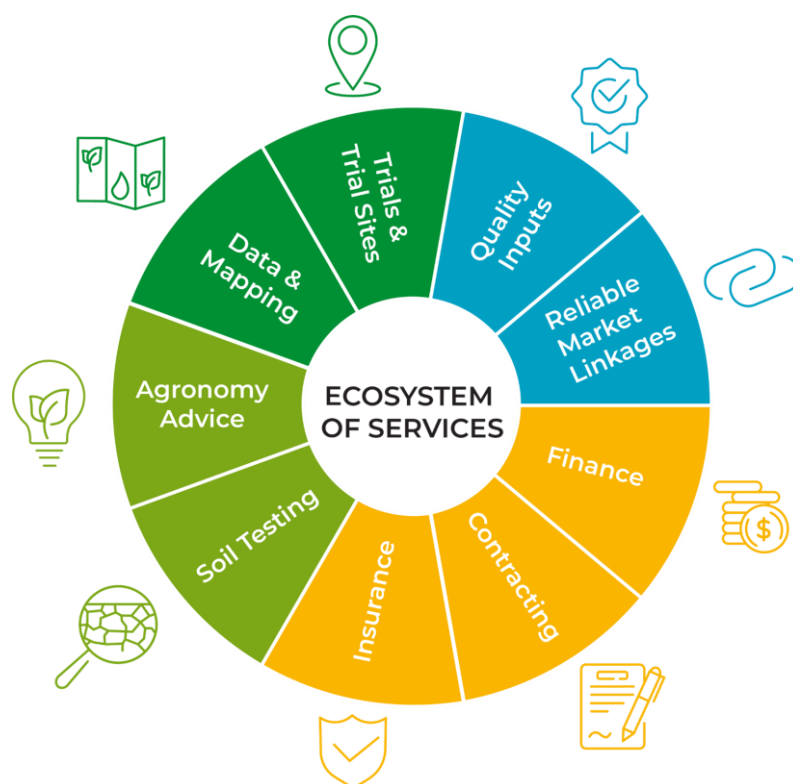 Trials &
Trial Sites
Quality
Inputs
Reliable
Market
Linkages
Finance
Contracting
Insurance
Soil Testing
Agronomy
Advice
Data &
Mapping
ECOSYSTEM
OF SERVICES
$